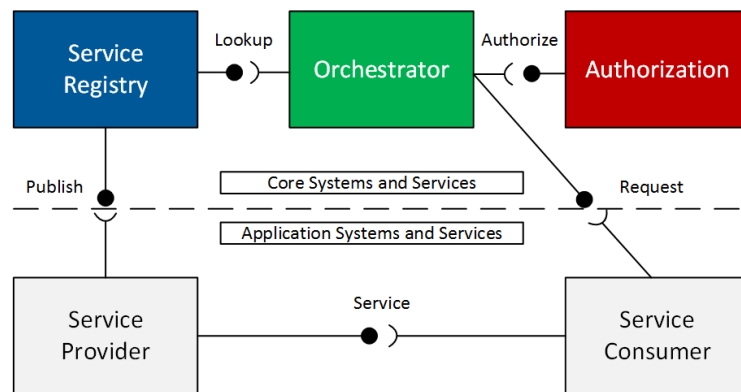 Lookup
Authorize
Service
Registry
Orchestrator
Authorization
Publish
Core Systems and Services
Request
Application Systems and Services
Service
Service
Provider
Service
Consumer